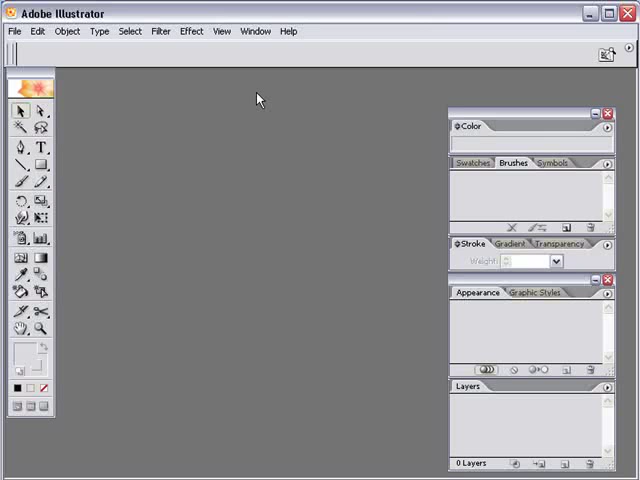 Adobe Illustrator
File Edit Object Type Select Filter Effect View Window Help
Color
Swatches Brushes Symbols
Stroke Gradient Transparency
Weight:
Appearance Graphic Styles
Layers
0 Layers